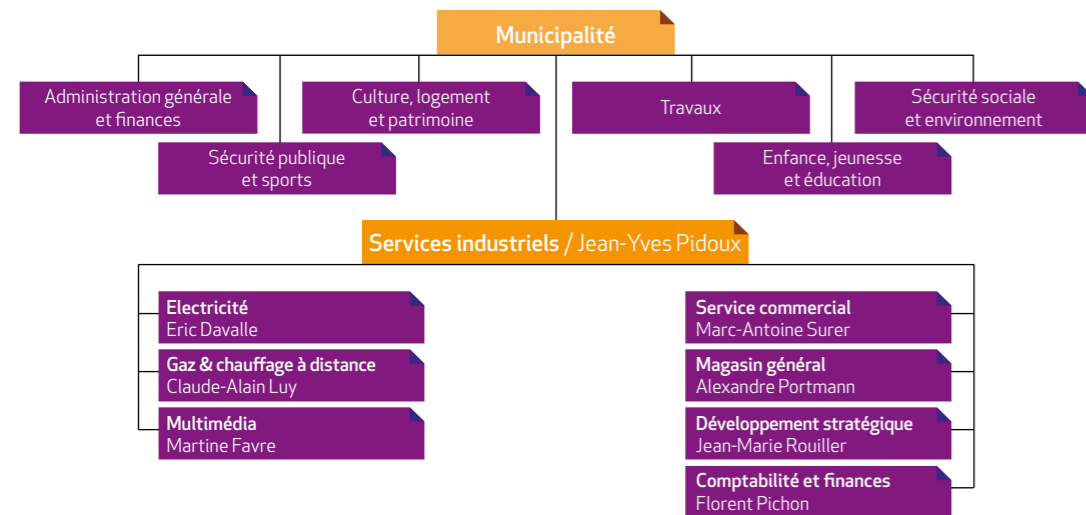 Municipalité
Administration générale
et finances
Culture, logement
et patrimoine
Travaux
Sécurité sociale
et environnement
Sécurité publique
et sports
Enfance, jeunesse
et éducation
Services industriels / Jean-Yves Pidoux
Electricité
Eric Davalle
Gaz & chauffage à distance
Claude-Alain Luy
Multimédia
Martine Favre
Service commercial
Marc-Antoine Surer
Magasin général
Alexandre Portmann
Développement stratégique
Jean-Marie Rouiller
Comptabilité et finances
Florent Pichon